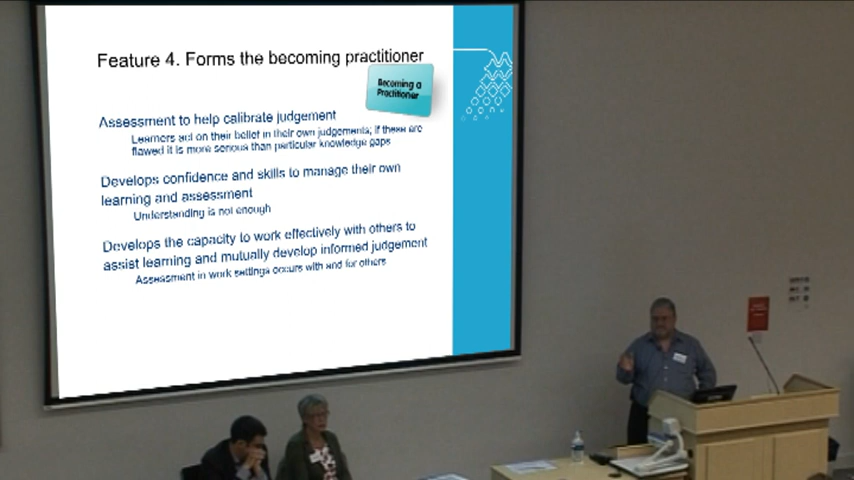 Feature 4. Forms the becoming practitioner
Becoming a
Practitioner
Assessment to help calibrate judgement
Learners act on their belief in their own judgements; if these are
flawed it is more serious than particular knowledge gaps
Develops confidence and skills to manage their own
learning and assessment
Understanding is not enough
Develops the capacity to work effectively with others to
assist learning and mutually develop informed judgement
Assessment in work settings occurs with and for others